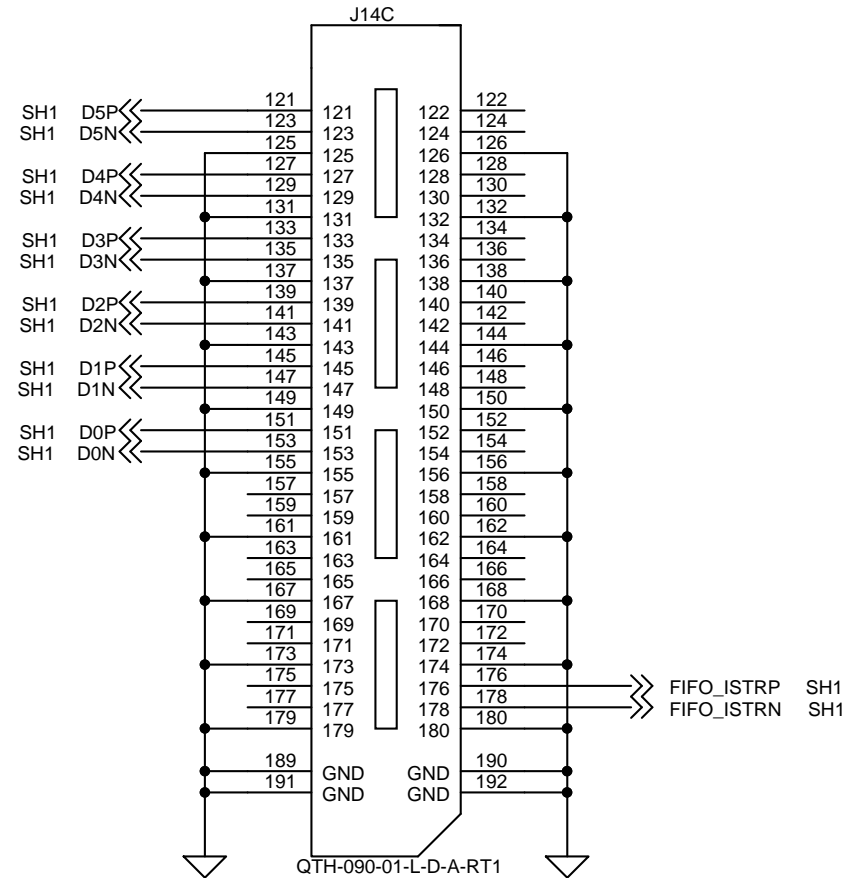 J14C
121 121 122 122
SH1 D5P
123 123 124 124
SH1 D5N
125 125 126 126
127 127 128 128
SH1 D4P
129 129 130 130
SH1 D4N
131 131 132 132
133 133 134 134
SH1 D3P
135 135 136 136
SH1 D3N
137 137 138 138
139 139 140 140
SH1 D2P
141 141 142 142
SH1 D2N
143 143 144 144
145 145 146 146
SH1 D1P
147 147 148 148
SH1 D1N
149 149 150 150
151 151 152 152
SH1 D0P
153 153 154 154
SH1 D0N
155 155 156 156
157 157 158 158
159 159 160 160
161 161 162 162
163 163 164 164
165 165 166 166
167 167 168 168
169 169 170 170
171 171 172 172
173 173 174 174
175 175 176 176
FIFO_ISTRP SH1
177 177 178 178
FIFO_ISTRN SH1
179 179 180 180
189 GND GND 190
191 GND GND 192
QTH-090-01-L-D-A-RT1